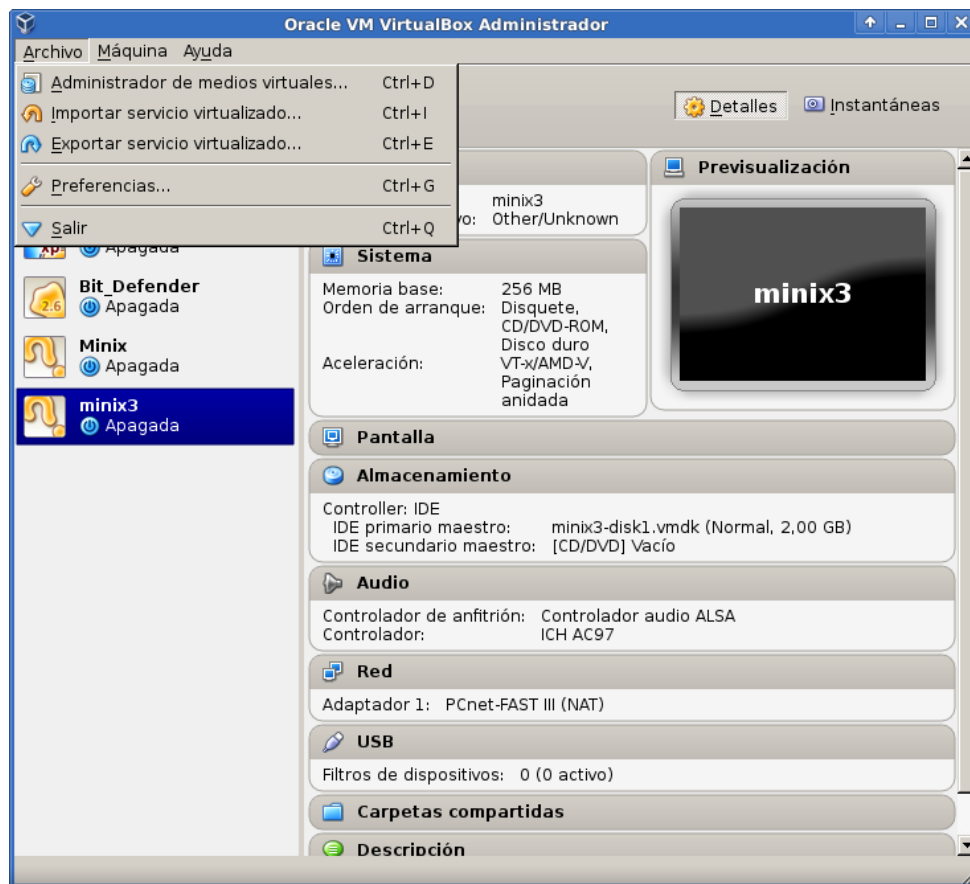 Oracle VM VirtualBox Administrador
Archivo Máquina Ayuda
Administrador de medios virtuales... Ctrl+D
Importar servicio virtualizado... Ctrl+I
Exportar servicio virtualizado... Ctrl+E
Preferencias... Ctrl+G
Salir Ctrl+Q
Detalles Instantáneas
xp
Apagada
2.6
Bit_Defender
Apagada
Minix
Apagada
minix3
Apagada
minix3
vo: Other/Unknown
Sistema
Memoria base: 256 MB
Orden de arranque: Disquete,
CD/DVD-ROM,
Disco duro
Aceleración: VT-x/AMD-V,
Paginación
anidada
Previsualización
minix3
Pantalla
Almacenamiento
Controller: IDE
IDE primario maestro: minix3-disk1.vmdk (Normal, 2,00 GB)
IDE secundario maestro: [CD/DVD] Vacío
Audio
Controlador de anfitrión: Controlador audio ALSA
Controlador: ICH AC97
Red
Adaptador 1: PCnet-FAST III (NAT)
USB
Filtros de dispositivos: 0 (0 activo)
Carpetas compartidas
Descripción